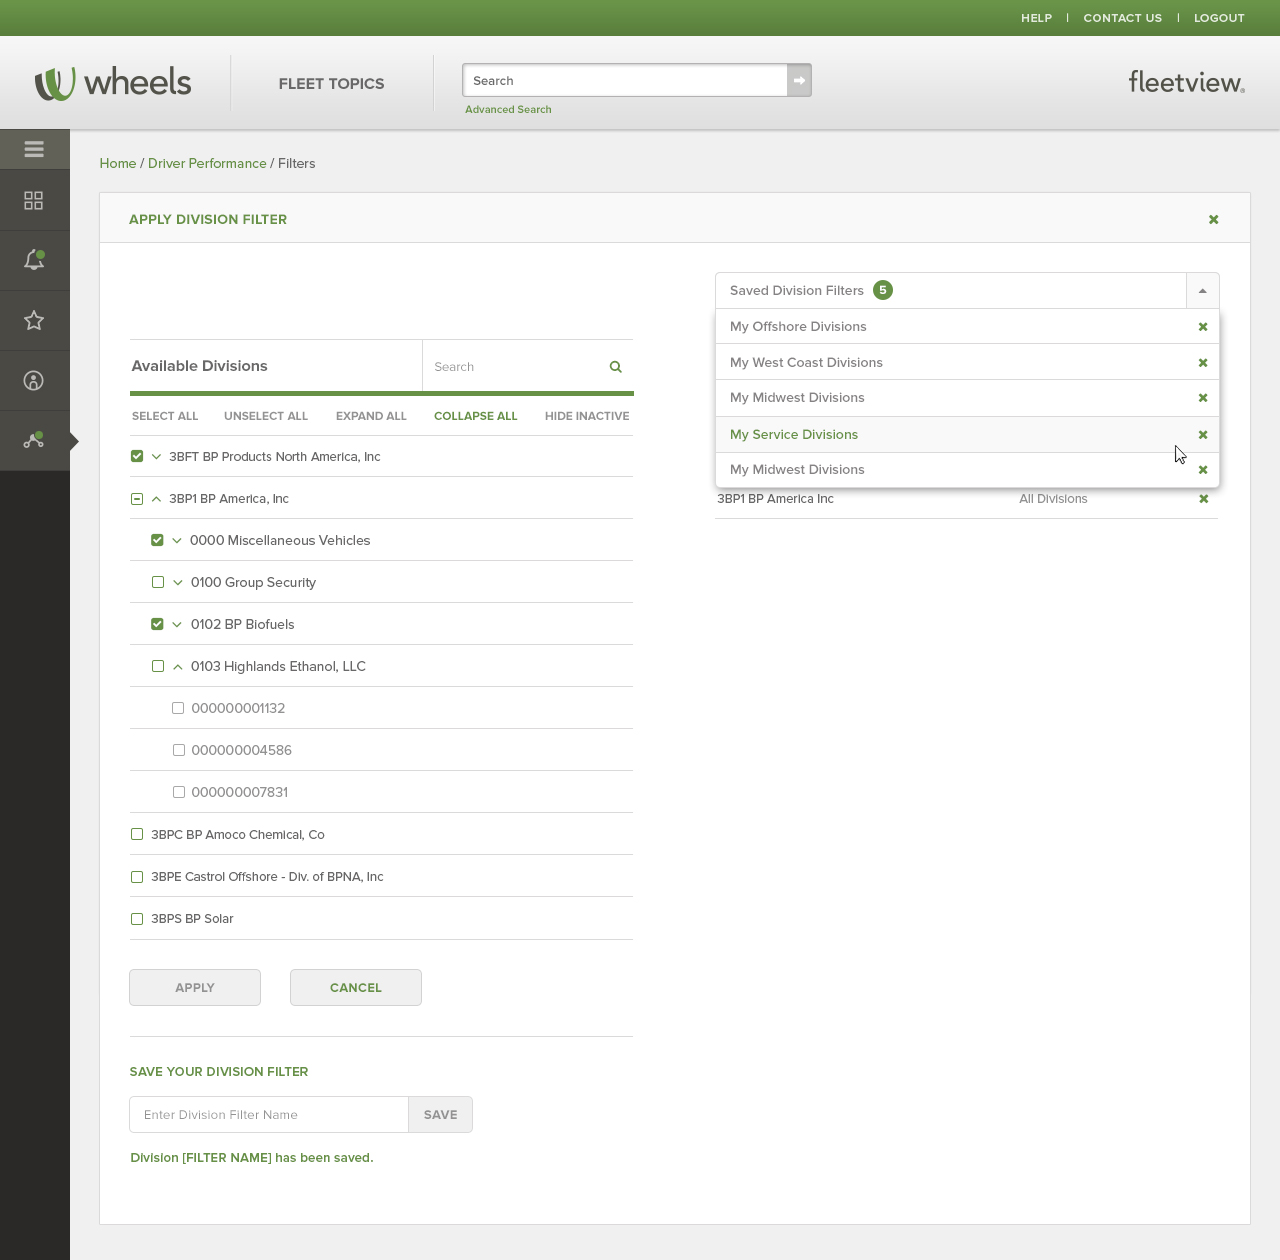 HELP | CONTACT US | LOGOUT
wheels
FLEET TOPICS
Search
Advanced Search
fleetview®
Home / Driver Performance / Filters
APPLY DIVISION FILTER
Saved Division Filters 5
My Offshore Divisions
My West Coast Divisions
My Midwest Divisions
My Service Divisions
My Midwest Divisions
3BP1 BP America Inc All Divisions
Available Divisions
Search
SELECT ALL UNSELECT ALL EXPAND ALL COLLAPSE ALL HIDE INACTIVE
3BFT BP Products North America, Inc
3BP1 BP America, Inc
0000 Miscellaneous Vehicles
0100 Group Security
0102 BP Biofuels
0103 Highlands Ethanol, LLC
000000001132
000000004586
000000007831
3BPC BP Amoco Chemical, Co
3BPE Castrol Offshore - Div. of BPNA, Inc
3BPS BP Solar
APPLY CANCEL
SAVE YOUR DIVISION FILTER
Enter Division Filter Name SAVE
Division [FILTER NAME] has been saved.